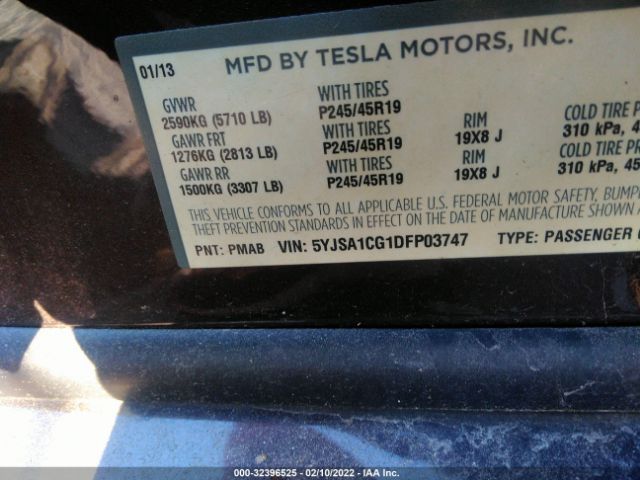 01/13 MFD BY TESLA MOTORS, INC.
GVWR WITH TIRES
2590KG (5710 LB) P245/45R19 RIM COLD TIRE
GAWR FRT WITH TIRES 19X8 J 310 kPa,
1276KG (2813 LB) P245/45R19 RIM COLD TIRE
GAWR RR WITH TIRES 19X8 J 310 kPa, 45
1500KG (3307 LB) P245/45R19
THIS VEHICLE CONFORMS TO ALL APPLICABLE U.S. FEDERAL MOTOR SAFETY,
THEFT PREVENTION STANDARDS IN EFFECT ON DATE OF MANUFACTURE SHOWN
PNT: PMAB VIN: 5YJSA1CG1DFP03747 TYPE: PASSENGER
000-32396525 - 02/10/2022 - IAA Inc.